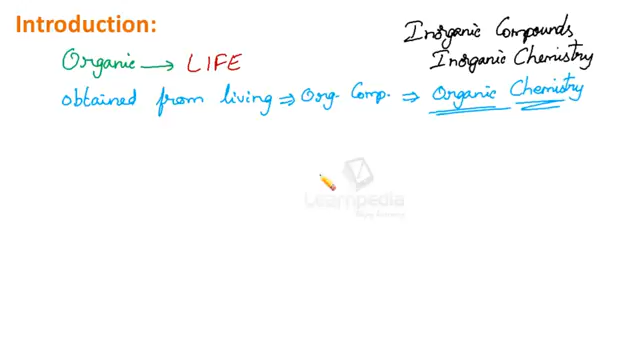 Introduction:
Inorganic Compounds
Inorganic Chemistry
Organic → LIFE
obtained from living ⇒ Org. Comp. ⇒ Organic Chemistry
Learnpedia